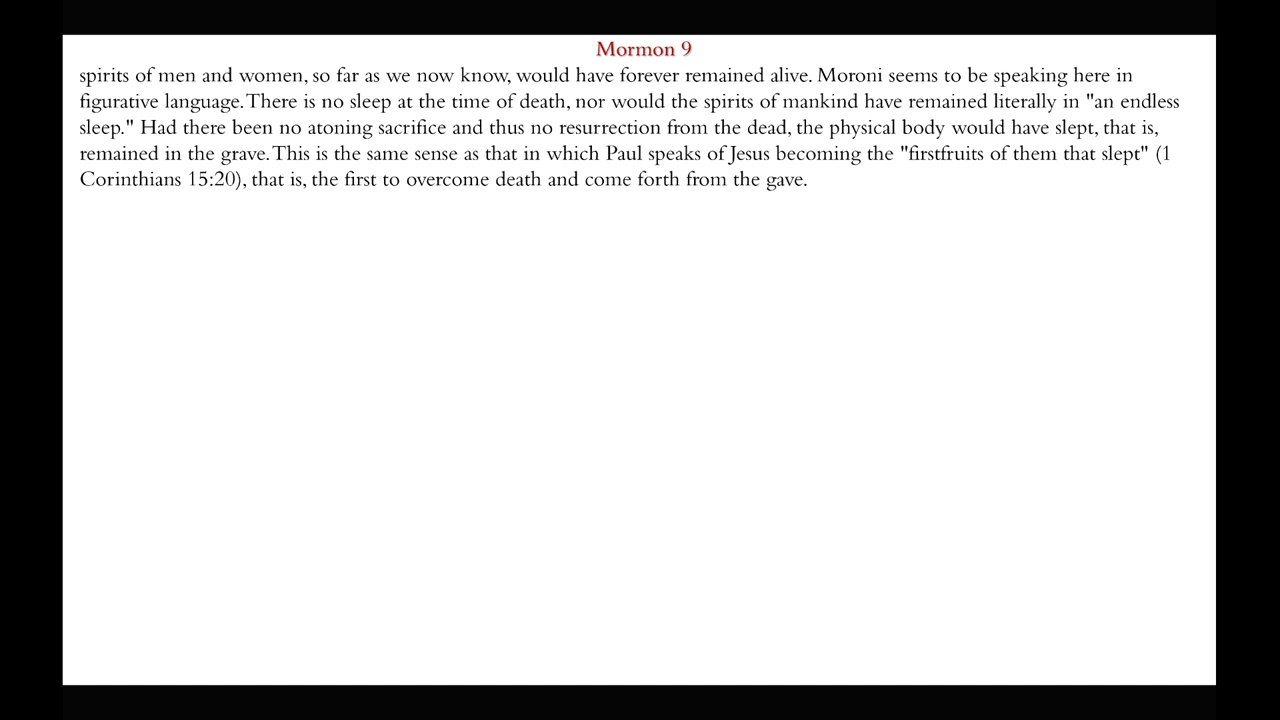 Mormon 9
spirits of men and women, so far as we now know, would have forever remained alive. Moroni seems to be speaking here in
figurative language. There is no sleep at the time of death, nor would the spirits of mankind have remained literally in "an endless
sleep." Had there been no atoning sacrifice and thus no resurrection from the dead, the physical body would have slept, that is,
remained in the grave. This is the same sense as that in which Paul speaks of Jesus becoming the "firstfruits of them that slept" (1
Corinthians 15:20), that is, the first to overcome death and come forth from the gave.